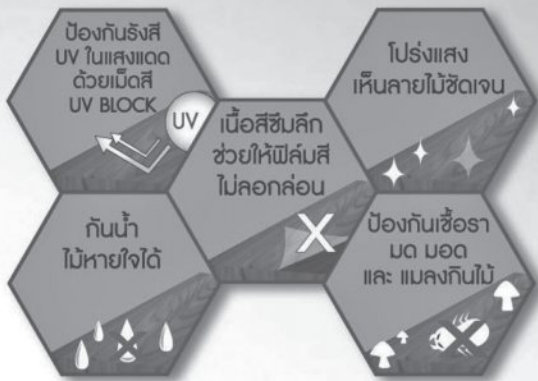 ป้องกันรังสี
UV ในแสงแดด
ด้วยเม็ดสี
UV BLOCK
UV
โปร่งแสง
เห็นลายไม้ชัดเจน
เนื้อสีซึมลึก
ช่วยให้ฟิล์มสี
ไม่ลอกล่อน
X
กันน้ำ
ไม้หายใจได้
ป้องกันเชื้อรา
มด มอด
และ แมลงกินไม้